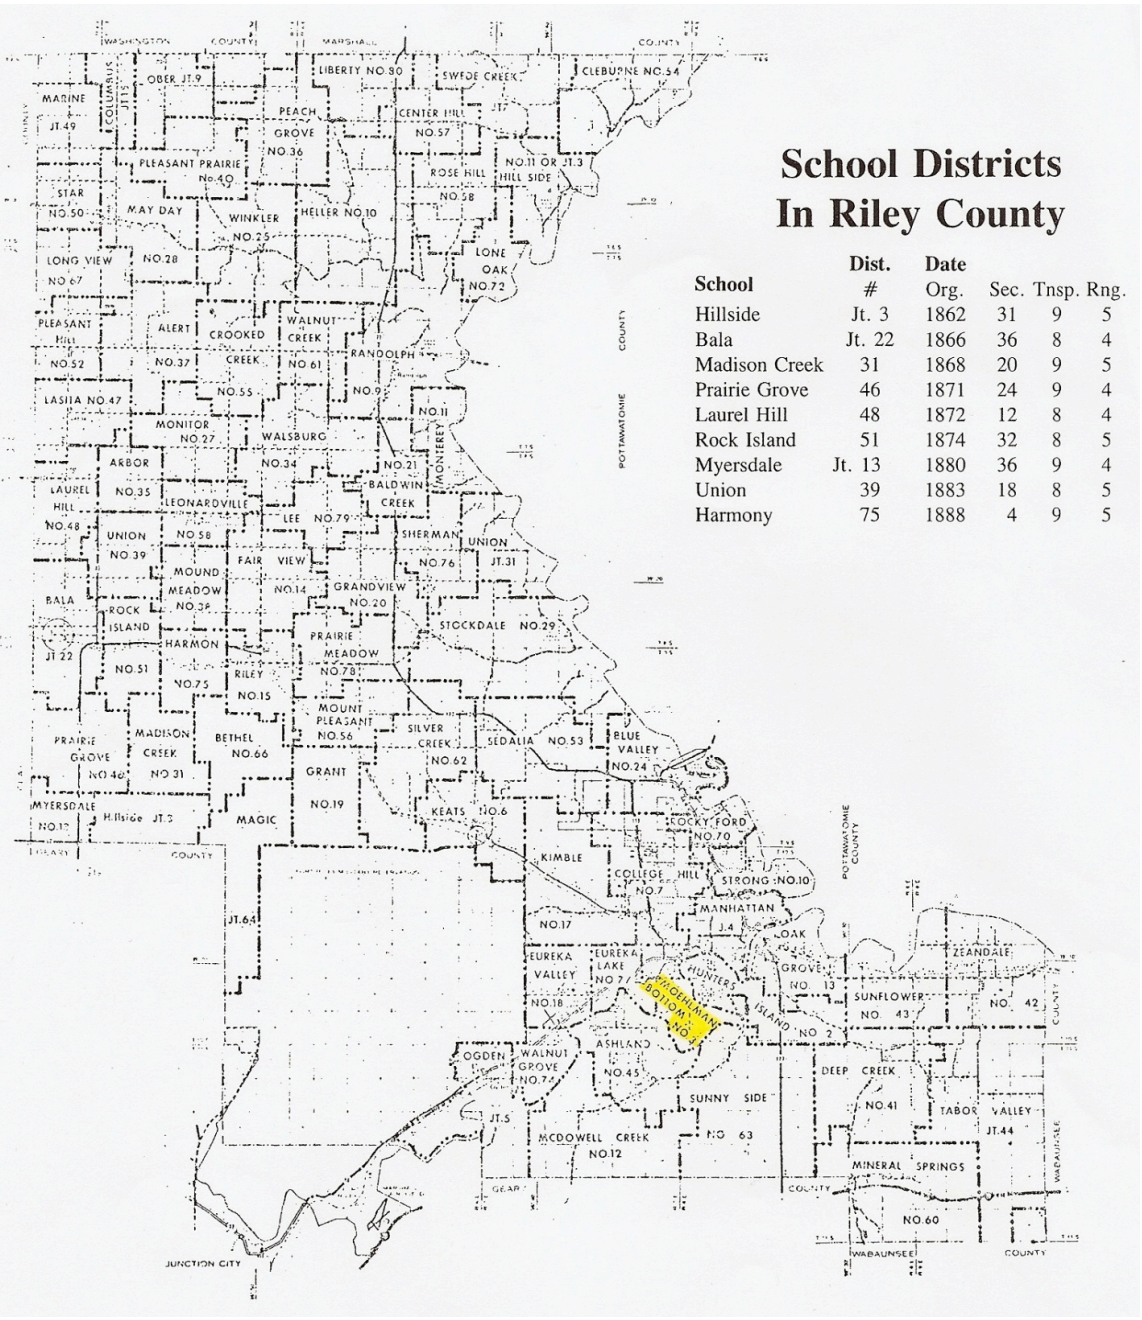 WASHINGTON COUNTY MARSHALL COUNTY
School Districts
In Riley County
School Dist. # Date Org. Sec. Tnsp. Rng.
Hillside Jt. 3 1862 31 9 5
Bala Jt. 22 1866 36 8 4
Madison Creek 31 1868 20 9 5
Prairie Grove 46 1871 24 9 4
Laurel Hill 48 1872 12 8 4
Rock Island 51 1874 32 8 5
Myersdale Jt. 13 1880 36 9 4
Union 39 1883 18 8 5
Harmony 75 1888 4 9 5
MARINE
JT.49
COLUMBUS
JT.15
OBER JT.9
PEACH
GROVE
NO.36
LIBERTY NO.30
SWEDE CREEK
JT.
CLEBURNE NO.54
CENTER HILL
NO.57
PLEASANT PRAIRIE
No.40
NO.11 OR JT.3
HILL SIDE
ROSE HILL
NO.58
STAR
NO.50
MAY DAY
NO.28
WINKLER
NO.25
HELLER NO.10
LONG VIEW
NO 67
LONE
OAK
NO.72
PLEASANT
HILL
NO.52
ALERT
NO.37
CROOKED
CREEK
NO.55
WALNUT
CREEK
NO.61
RANDOLPH
NO.9
POTTAWATOMIE COUNTY
LASITA NO.47
NO.11
MONTEREY
MONITOR
NO.27
WALSBURG
NO.34
NO.21
BALDWIN
CREEK
ARBOR
NO.35
LAUREL
HILL
NO.48
LEONARDVILLE
NO.58
LEE NO.79
UNION
NO.39
SHERMAN
NO.76
UNION
JT.31
MOUND
MEADOW
NO.38
FAIR VIEW
NO.14
GRANDVIEW
NO.20
BALA
JT 22
ROCK
ISLAND
NO.51
STOCKDALE NO.29
HARMON
NO.75
PRAIRIE
MEADOW
NO.78
RILEY
NO.15
MOUNT
PLEASANT
NO.56
PRAIRIE
GROVE
NO 46
MADISON
CREEK
NO 31
BETHEL
NO.66
SILVER
CREEK
NO.62
SEDALIA NO.53
BLUE
VALLEY
NO.24
GRANT
NO.19
MYERSDALE
Hillside JT.3
MAGIC
KEATS NO.6
ROCKY FORD
NO.70
GEARY COUNTY
KIMBLE
NO.17
COLLEGE HILL
NO.7
STRONG NO.10
POTTAWATOMIE
COUNTY
MANHATTAN
J.4
JT.64
OAK
GROVE
NO. 13
EUREKA
VALLEY
NO.18
EUREKA
LAKE
NO 7
HUNTERS
ISLAND
NO. 2
MOEHLMAN
BOTTOM
ZEANDALE
NO. 42
SUNFLOWER
NO. 43
COUNTY
ASHLAND
NO.45
OGDEN
JT.5
WALNUT
GROVE
NO.74
DEEP CREEK
NO.41
SUNNY SIDE
NO 63
TABOR VALLEY
JT.44
MCDOWELL CREEK
NO.12
MINERAL SPRINGS
NO.60
WABAUNSEE
GEARY COUNTY
WABAUNSEE COUNTY
JUNCTION CITY